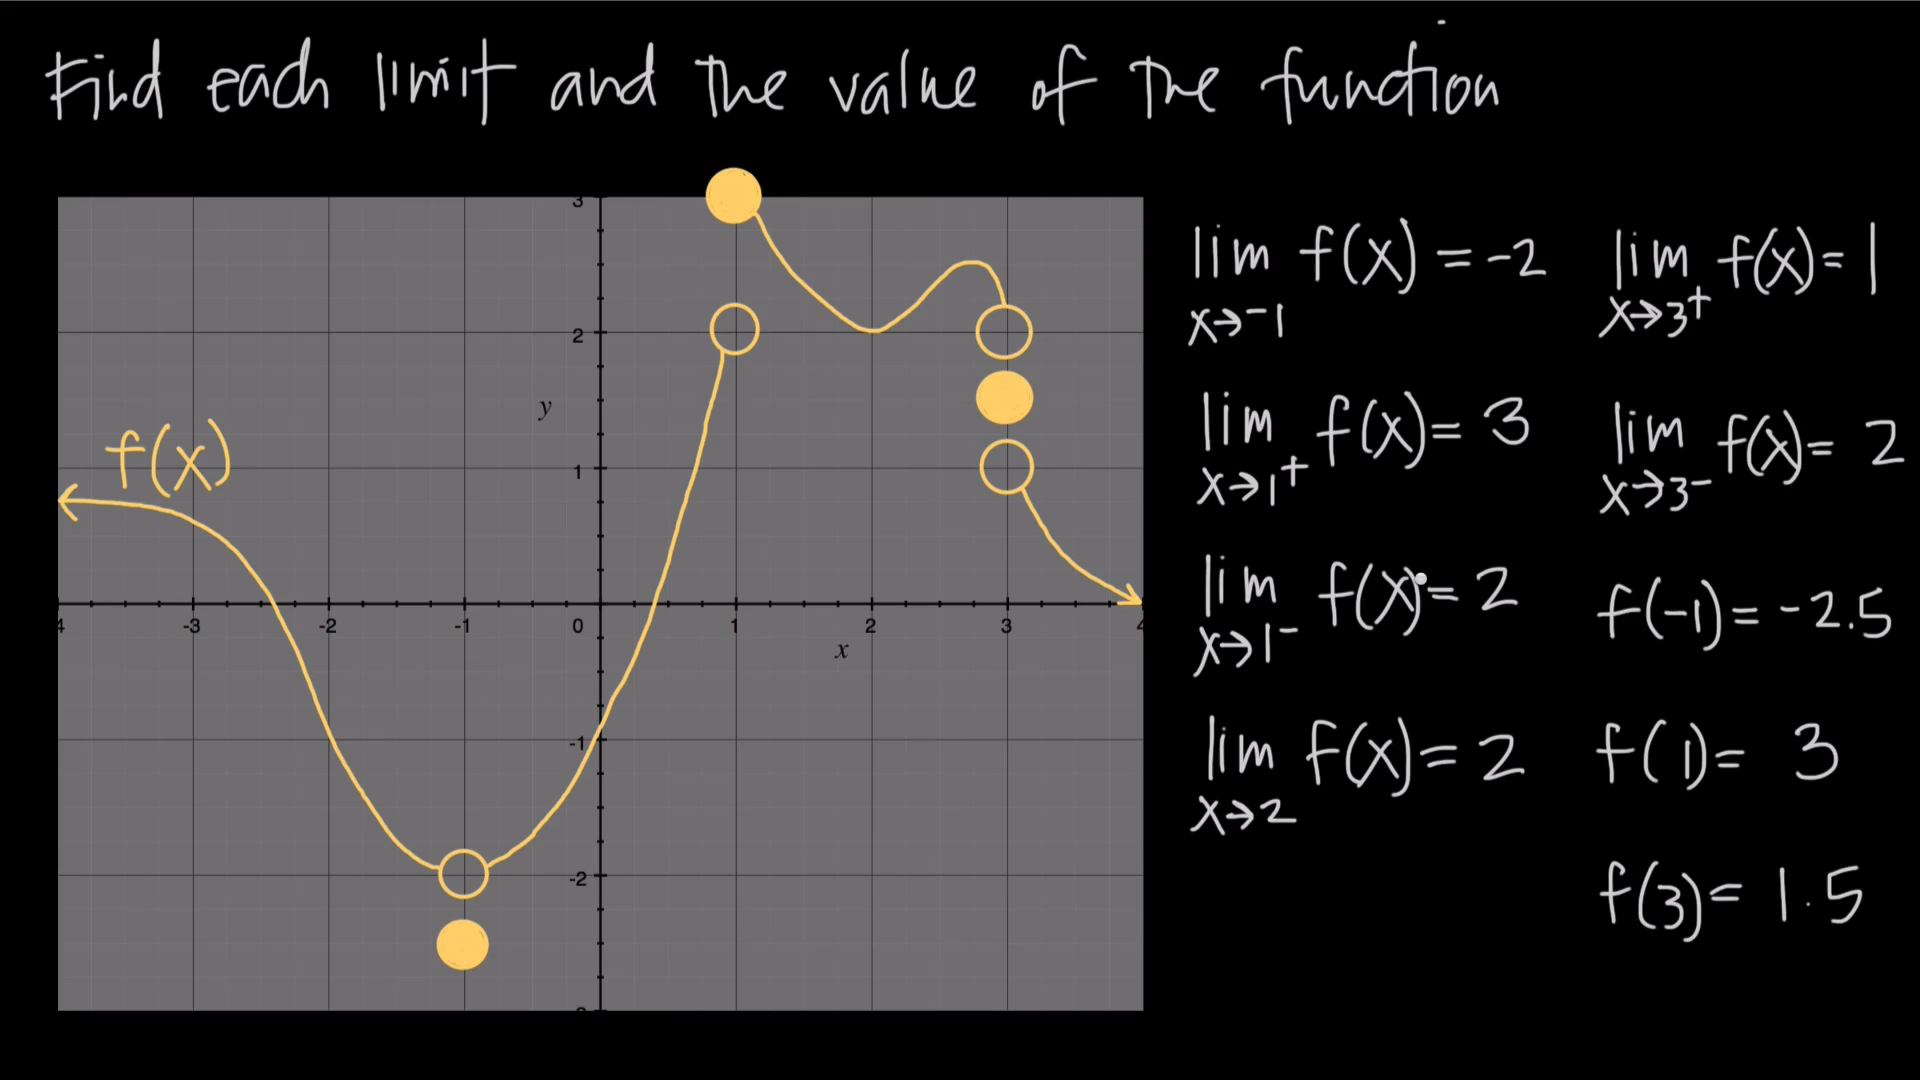 Find each limit and the value of the function
f(x)
y
x
3
2
1
0
-1
-2
4
-3
-2
-1
1
2
3
4
lim f(x) = -2
x→-1
lim f(x) = 3
x→1⁺
lim f(x) = 2
x→1⁻
lim f(x) = 2
x→2
lim f(x) = 1
x→3⁺
lim f(x) = 2
x→3⁻
f(-1) = -2.5
f(1) = 3
f(3) = 1.5